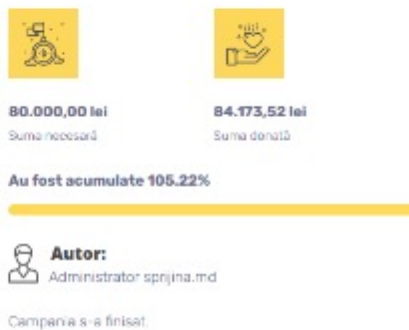 80.000,00 lei
84.173,52 lei
Suma necesară
Suma donată
Au fost acumulate 105.22%
Autor:
Administrator sprijina.md
Campania s-a finisat.